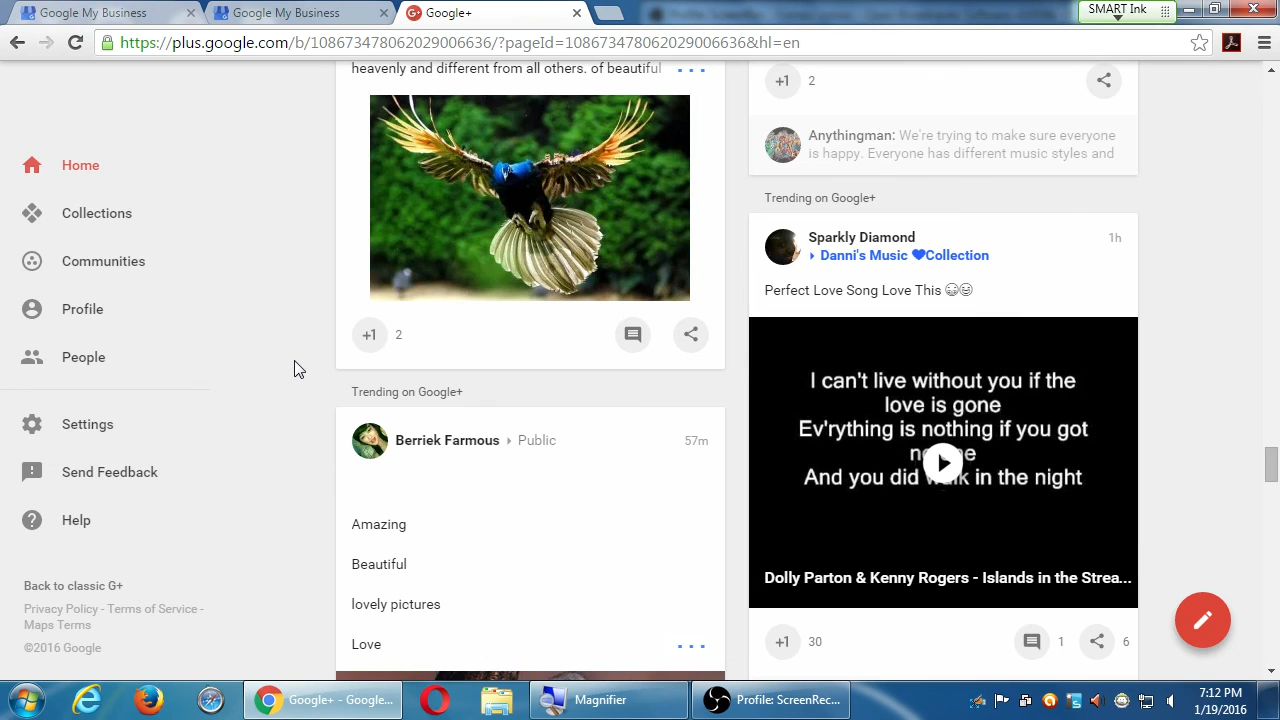 Google My Business
Google My Business
Google+
SMART Ink
https://plus.google.com/b/108673478062029006636/?pageId=108673478062029006636&hl=en
Home
Collections
Communities
Profile
People
Settings
Send Feedback
Help
Back to classic G+
Privacy Policy - Terms of Service -
Maps Terms
©2016 Google
heavenly and different from all others. of beautiful ...
+1 2
Trending on Google+
Berriek Farmous Public 57m
Amazing
Beautiful
lovely pictures
Love ...
+1 2
Anythingman: We're trying to make sure everyone
is happy. Everyone has different music styles and
Trending on Google+
Sparkly Diamond 1h
Danni's Music ♥Collection
Perfect Love Song Love This
I can't live without you if the
love is gone
Ev'rything is nothing if you got
And you did walk in the night
Dolly Parton & Kenny Rogers - Islands in the Strea...
+1 30 1 6
Google+ - Google...
Magnifier
Profile: ScreenRec...
7:12 PM
1/19/2016